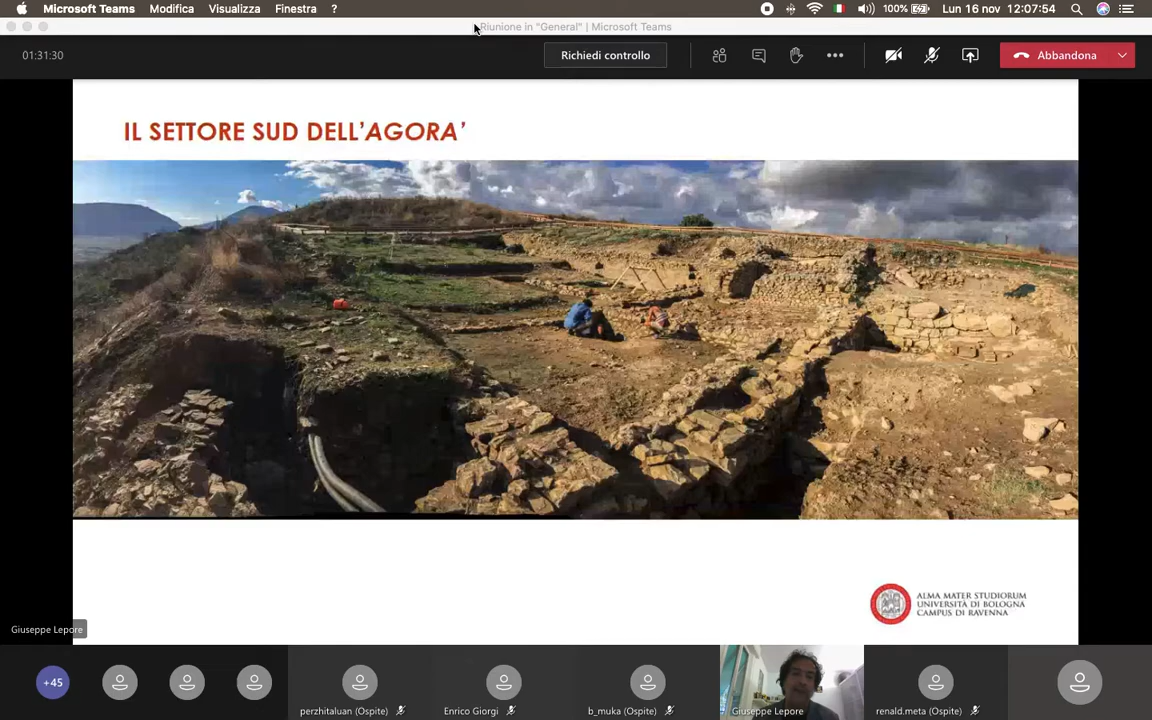 Microsoft Teams Modifica Visualizza Finestra ? 100% Lun 16 nov 12:07:54
Riunione in "General" | Microsoft Teams
01:31:30 Richiedi controllo Abbandona
IL SETTORE SUD DELL'AGORA'
ALMA MATER STUDIORUM
UNIVERSITÀ DI BOLOGNA
CAMPUS DI RAVENNA
Giuseppe Lepore
+45
perzhitaluan (Ospite) Enrico Giorgi b_muka (Ospite) Giuseppe Lepore renald.meta (Ospite)